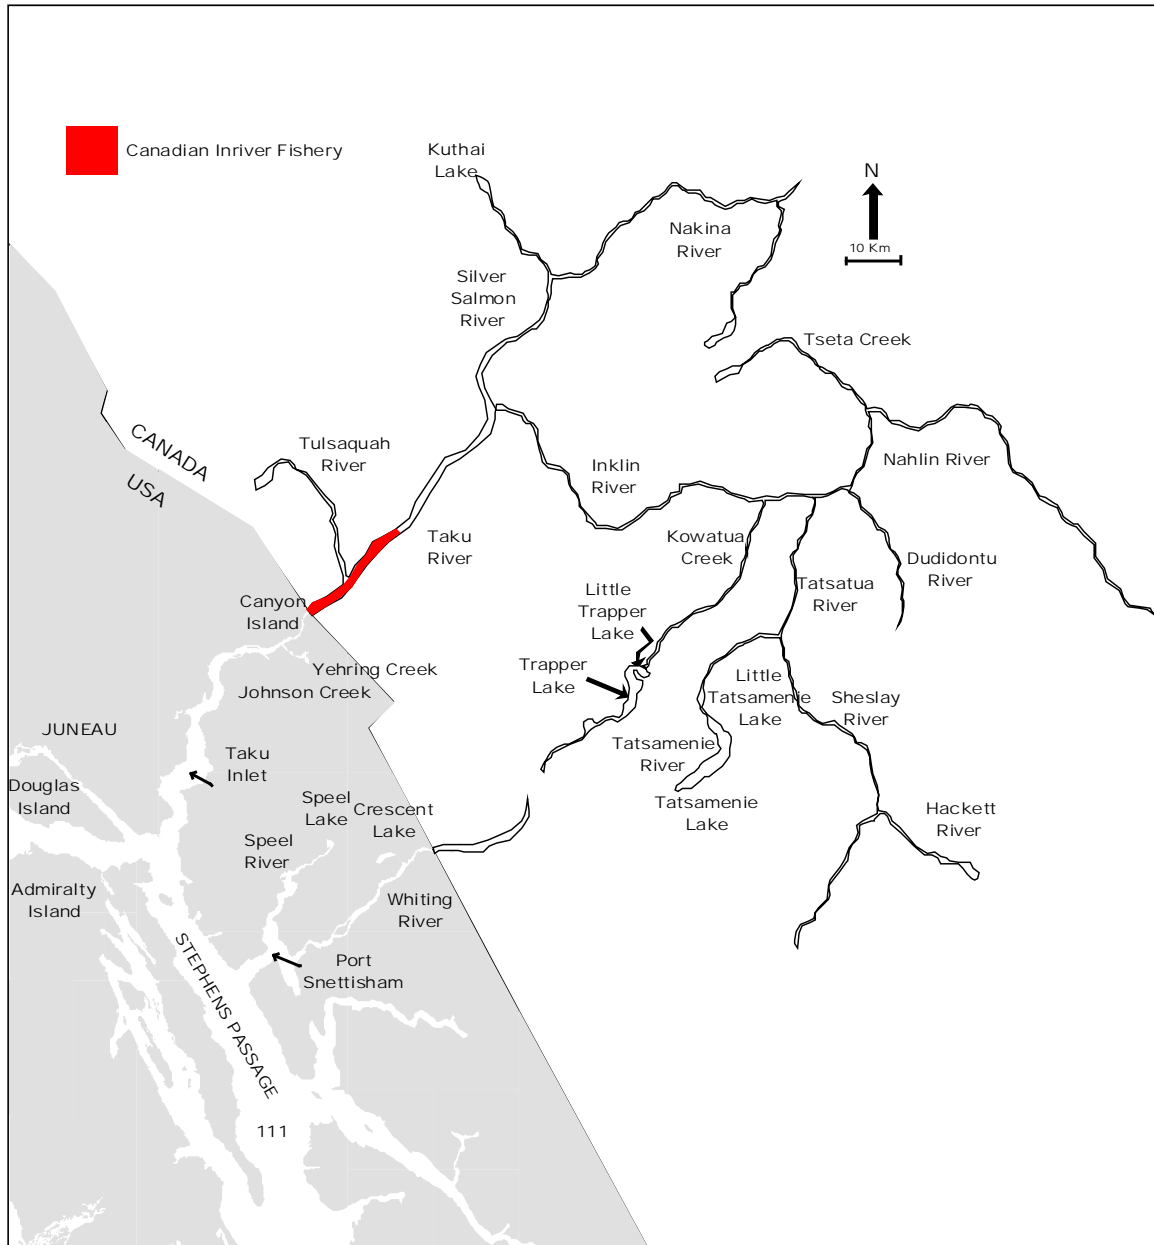 Canadian Inriver Fishery
Kuthai
Lake
N
10 Km
Nakina
River
Silver
Salmon
River
Tseta Creek
CANADA
USA
Tulsaquah
River
Inklin
River
Nahlin River
Taku
River
Kowatua
Creek
Dudidontu
River
Tatsatua
River
Little
Trapper
Lake
Canyon
Island
Yehring Creek
Johnson Creek
Trapper
Lake
Little
Tatsamenie
Lake
Sheslay
River
JUNEAU
Taku
Inlet
Tatsamenie
River
Douglas
Island
Speel
Lake
Crescent
Lake
Tatsamenie
Lake
Hackett
River
Speel
River
Admiralty
Island
Whiting
River
Port
Snettisham
STEPHENS PASSAGE
111